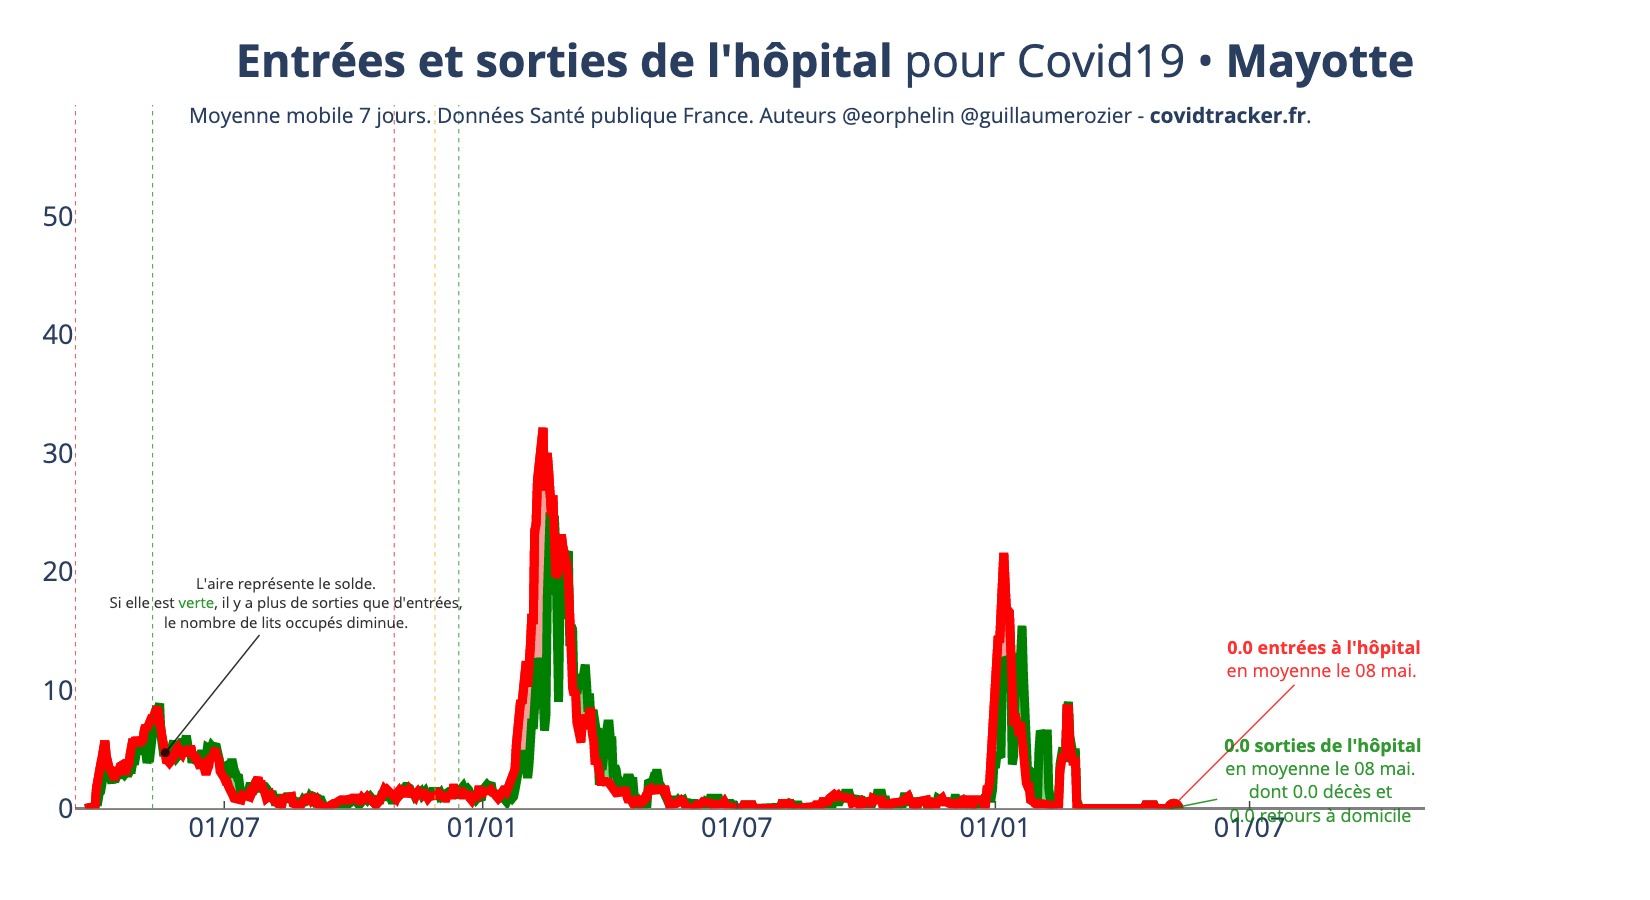 Entrées et sorties de l'hôpital pour Covid19 • Mayotte
Moyenne mobile 7 jours. Données Santé publique France. Auteurs @eorphelin @guillaumerozier - covidtracker.fr.
50
40
30
20
10
0
L'aire représente le solde.
Si elle est verte, il y a plus de sorties que d'entrées,
le nombre de lits occupés diminue.
0.0 entrées à l'hôpital
en moyenne le 08 mai.
0.0 sorties de l'hôpital
en moyenne le 08 mai.
dont 0.0 décès et
0.0 retours à domicile
01/07
01/01
01/07
01/01
01/07